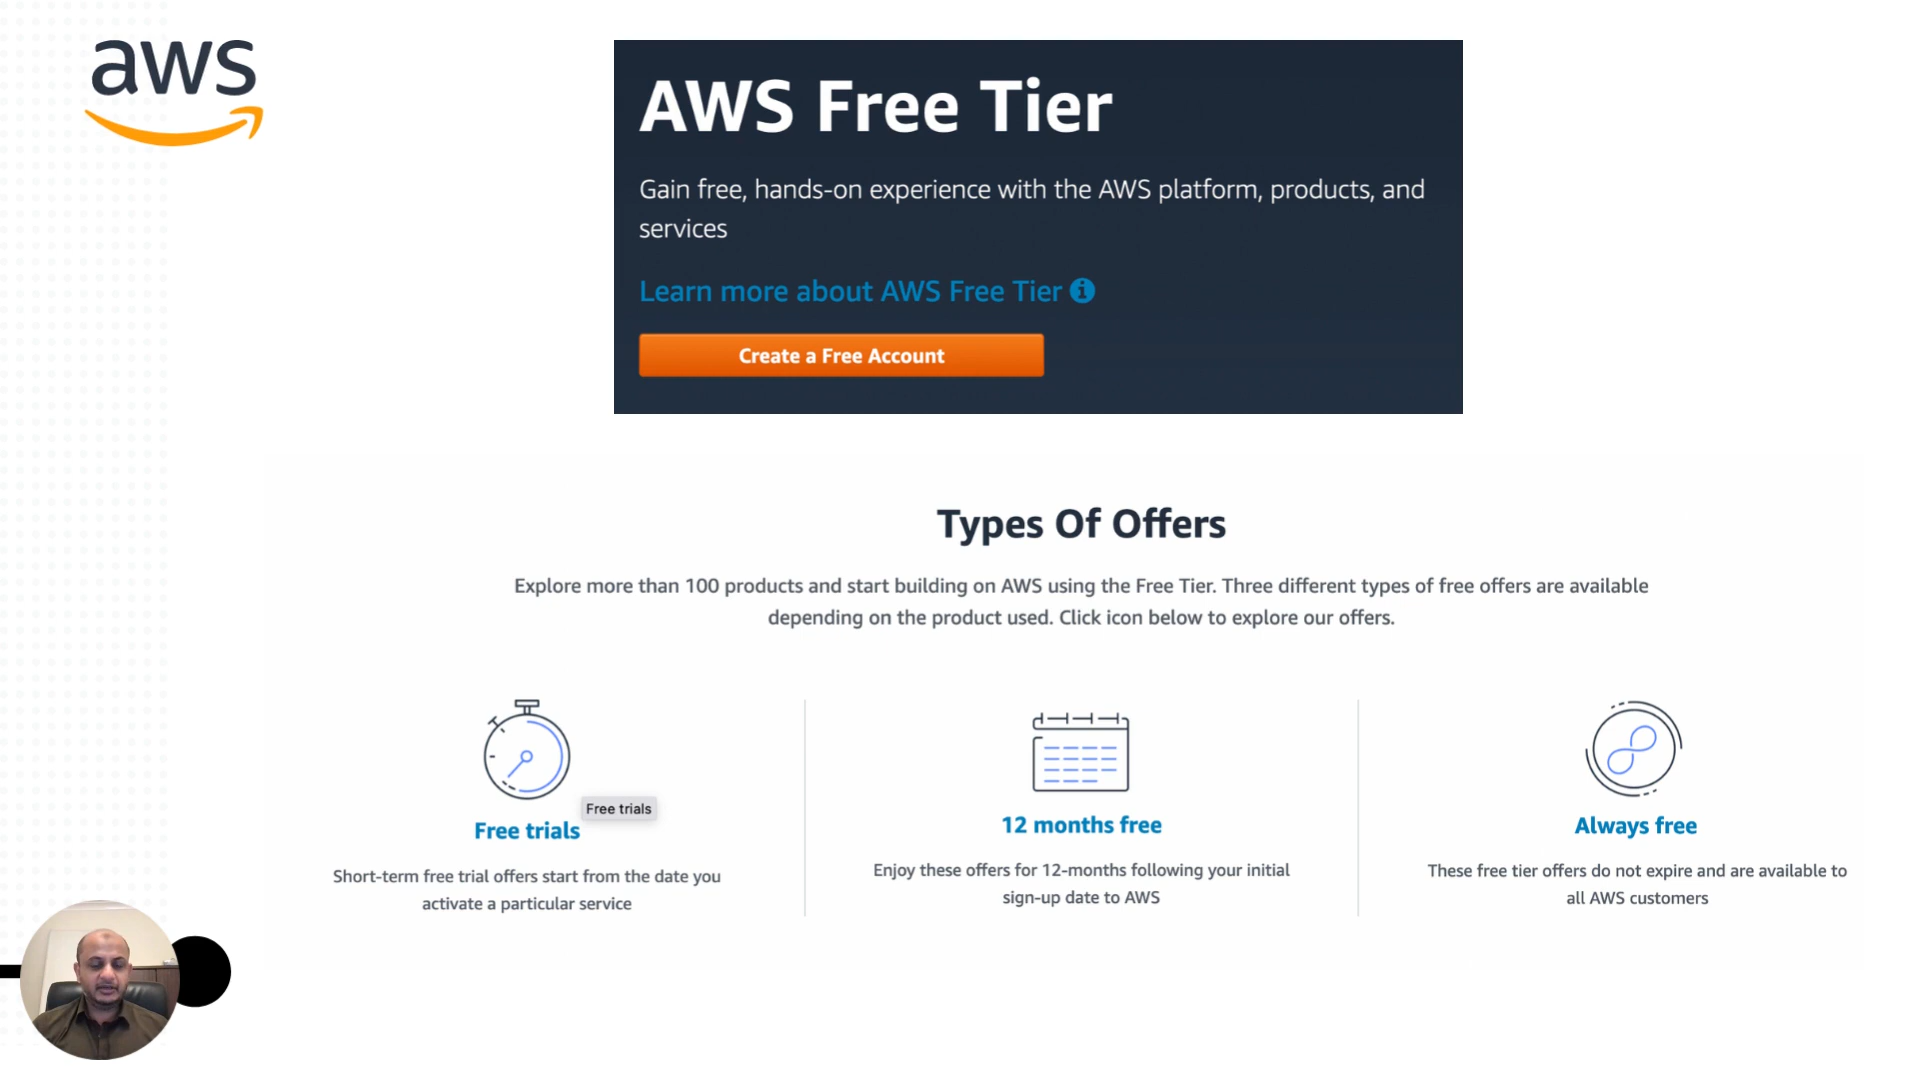 aws
AWS Free Tier
Gain free, hands-on experience with the AWS platform, products, and
services
Learn more about AWS Free Tier
Create a Free Account
Types Of Offers
Explore more than 100 products and start building on AWS using the Free Tier. Three different types of free offers are available
depending on the product used. Click icon below to explore our offers.
Free trials
Free trials
Short-term free trial offers start from the date you
activate a particular service
12 months free
Enjoy these offers for 12-months following your initial
sign-up date to AWS
Always free
These free tier offers do not expire and are available to
all AWS customers